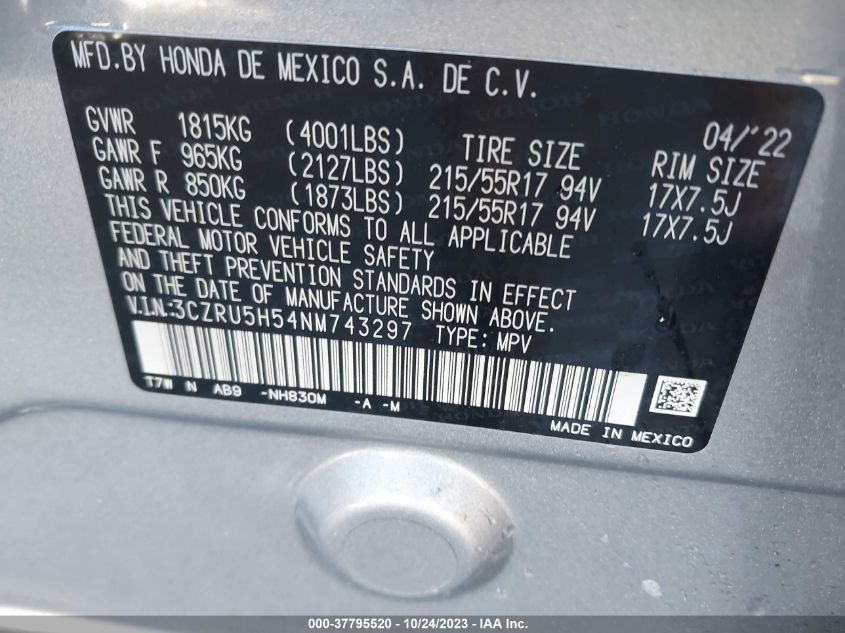 MFD.BY HONDA DE MEXICO S.A. DE C.V.
04/'22
GVWR 1815KG (4001LBS) TIRE SIZE RIM SIZE
GAWR F 965KG (2127LBS) 215/55R17 94V 17X7.5J
GAWR R 850KG (1873LBS) 215/55R17 94V 17X7.5J
THIS VEHICLE CONFORMS TO ALL APPLICABLE
FEDERAL MOTOR VEHICLE SAFETY
AND THEFT PREVENTION STANDARDS IN EFFECT
ON THE DATE OF MANUFACTURE SHOWN ABOVE.
V.I.N.:3CZRU5H54NM743297 TYPE: MPV
T7W N AB9 -NH830M -A -M
MADE IN MEXICO
000-37795520 - 10/24/2023 - IAA Inc.